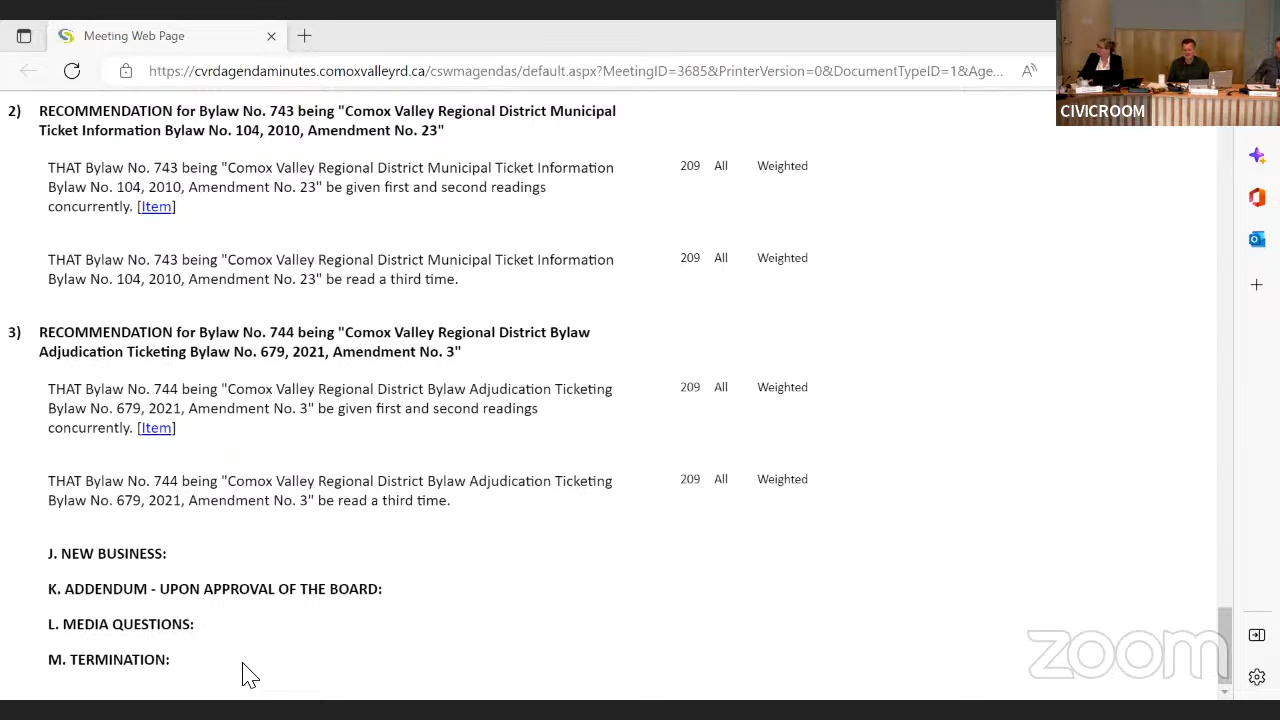 Meeting Web Page
https://cvrdagendaminutes.comoxvalleyrd.ca/cswmagendas/default.aspx?MeetingID=3685&PrinterVersion=0&DocumentTypeID=1&Age...
CIVICROOM
2) RECOMMENDATION for Bylaw No. 743 being "Comox Valley Regional District Municipal
Ticket Information Bylaw No. 104, 2010, Amendment No. 23"
THAT Bylaw No. 743 being "Comox Valley Regional District Municipal Ticket Information 209 All Weighted
Bylaw No. 104, 2010, Amendment No. 23" be given first and second readings
concurrently. [Item]
THAT Bylaw No. 743 being "Comox Valley Regional District Municipal Ticket Information 209 All Weighted
Bylaw No. 104, 2010, Amendment No. 23" be read a third time.
3) RECOMMENDATION for Bylaw No. 744 being "Comox Valley Regional District Bylaw
Adjudication Ticketing Bylaw No. 679, 2021, Amendment No. 3"
THAT Bylaw No. 744 being "Comox Valley Regional District Bylaw Adjudication Ticketing 209 All Weighted
Bylaw No. 679, 2021, Amendment No. 3" be given first and second readings
concurrently. [Item]
THAT Bylaw No. 744 being "Comox Valley Regional District Bylaw Adjudication Ticketing 209 All Weighted
Bylaw No. 679, 2021, Amendment No. 3" be read a third time.
J. NEW BUSINESS:
K. ADDENDUM - UPON APPROVAL OF THE BOARD:
L. MEDIA QUESTIONS:
M. TERMINATION:
zoom